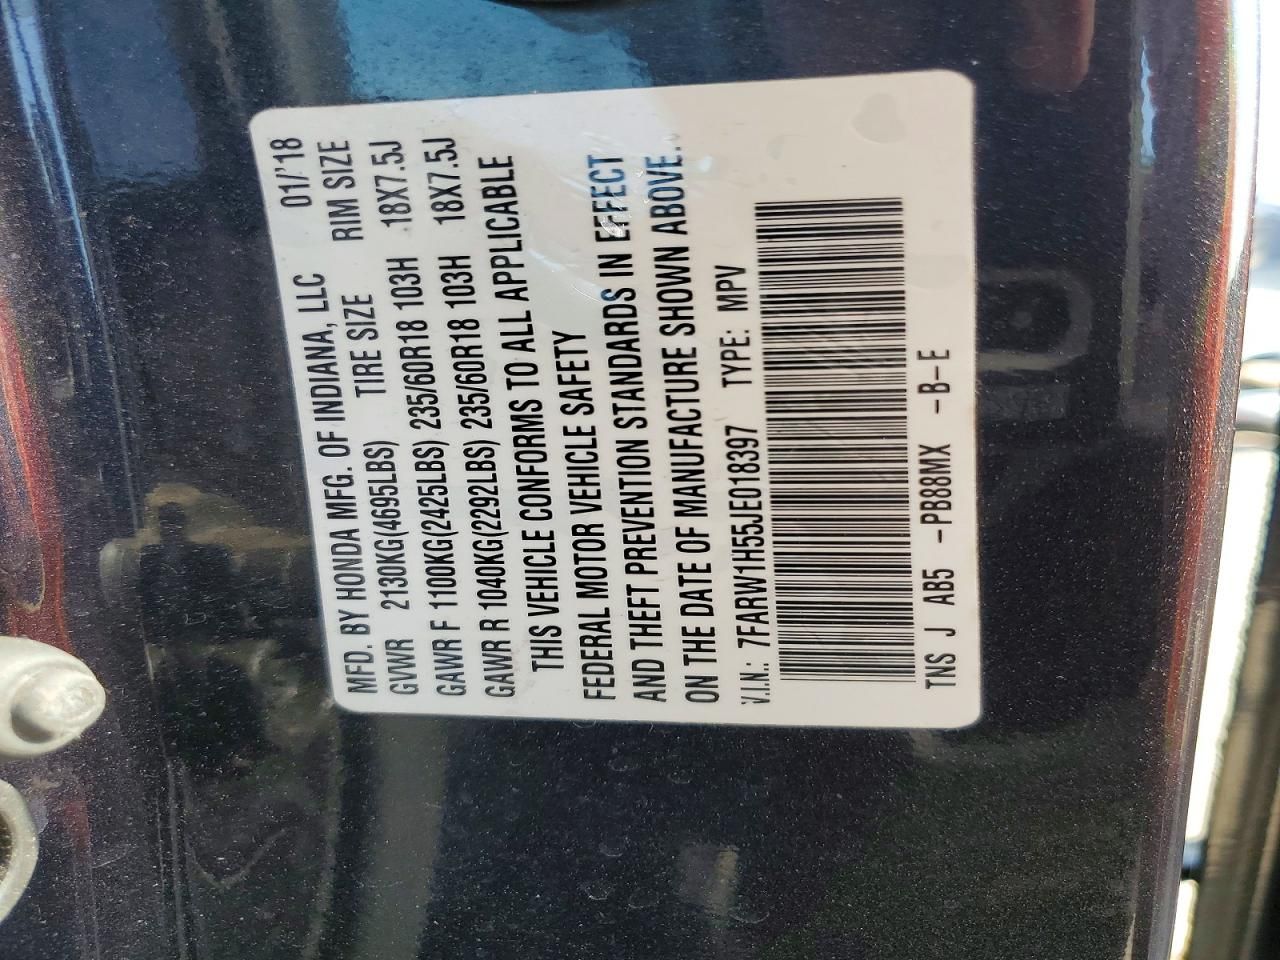 MFD. BY HONDA MFG. OF INDIANA, LLC 01/'18
GVWR 2130KG(4695LBS) TIRE SIZE RIM SIZE
GAWR F 1100KG(2425LBS) 235/60R18 103H 18X7.5J
GAWR R 1040KG(2292LBS) 235/60R18 103H 18X7.5J
THIS VEHICLE CONFORMS TO ALL APPLICABLE
FEDERAL MOTOR VEHICLE SAFETY
AND THEFT PREVENTION STANDARDS IN EFFECT
ON THE DATE OF MANUFACTURE SHOWN ABOVE.
V.I.N.: 7FARW1H55JE018397 TYPE: MPV
TNS J AB5 -PB88MX -B-E